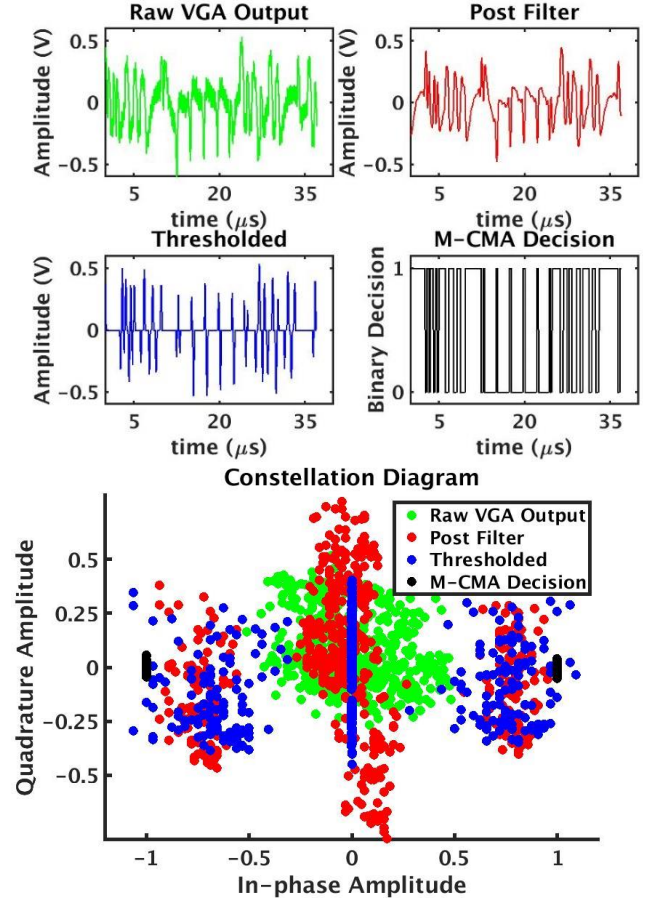 Raw VGA Output
Post Filter
Amplitude (V)
0.5
0
-0.5
5
20
35
time (μs)
Amplitude (V)
0.5
0
-0.5
5
20
35
time (μs)
Thresholded
M-CMA Decision
Amplitude (V)
0.5
0
-0.5
5
20
35
time (μs)
Binary Decision
1
0
5
20
35
time (μs)
Constellation Diagram
Quadrature Amplitude
0.5
0.25
0
-0.25
-0.5
Raw VGA Output
Post Filter
Thresholded
M-CMA Decision
-1
-0.5
0
0.5
1
In-phase Amplitude